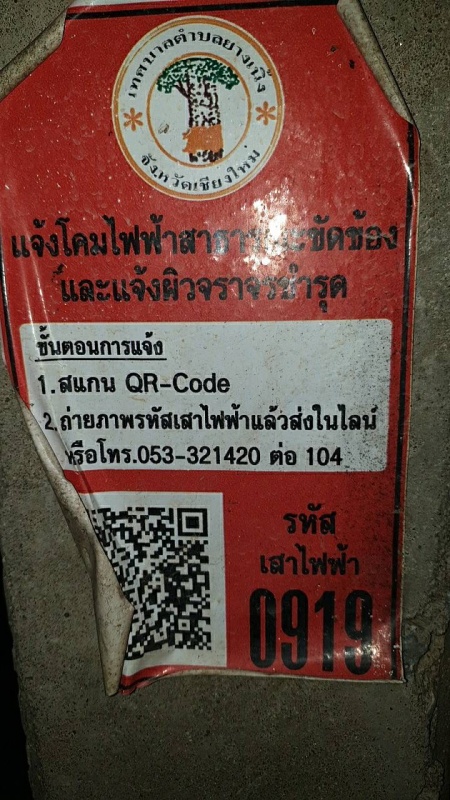 เทศบาลตำบลยางเนิ้ง
จังหวัดเชียงใหม่
แจ้งโคมไฟฟ้าสาธารณะขัดข้อง
และแจ้งผิวจราจรชำรุด
ขั้นตอนการแจ้ง
1. สแกน QR-Code
2. ถ่ายภาพรหัสเสาไฟฟ้าแล้วส่งในไลน์
หรือโทร.053-321420 ต่อ 104
รหัส
เสาไฟฟ้า
0919